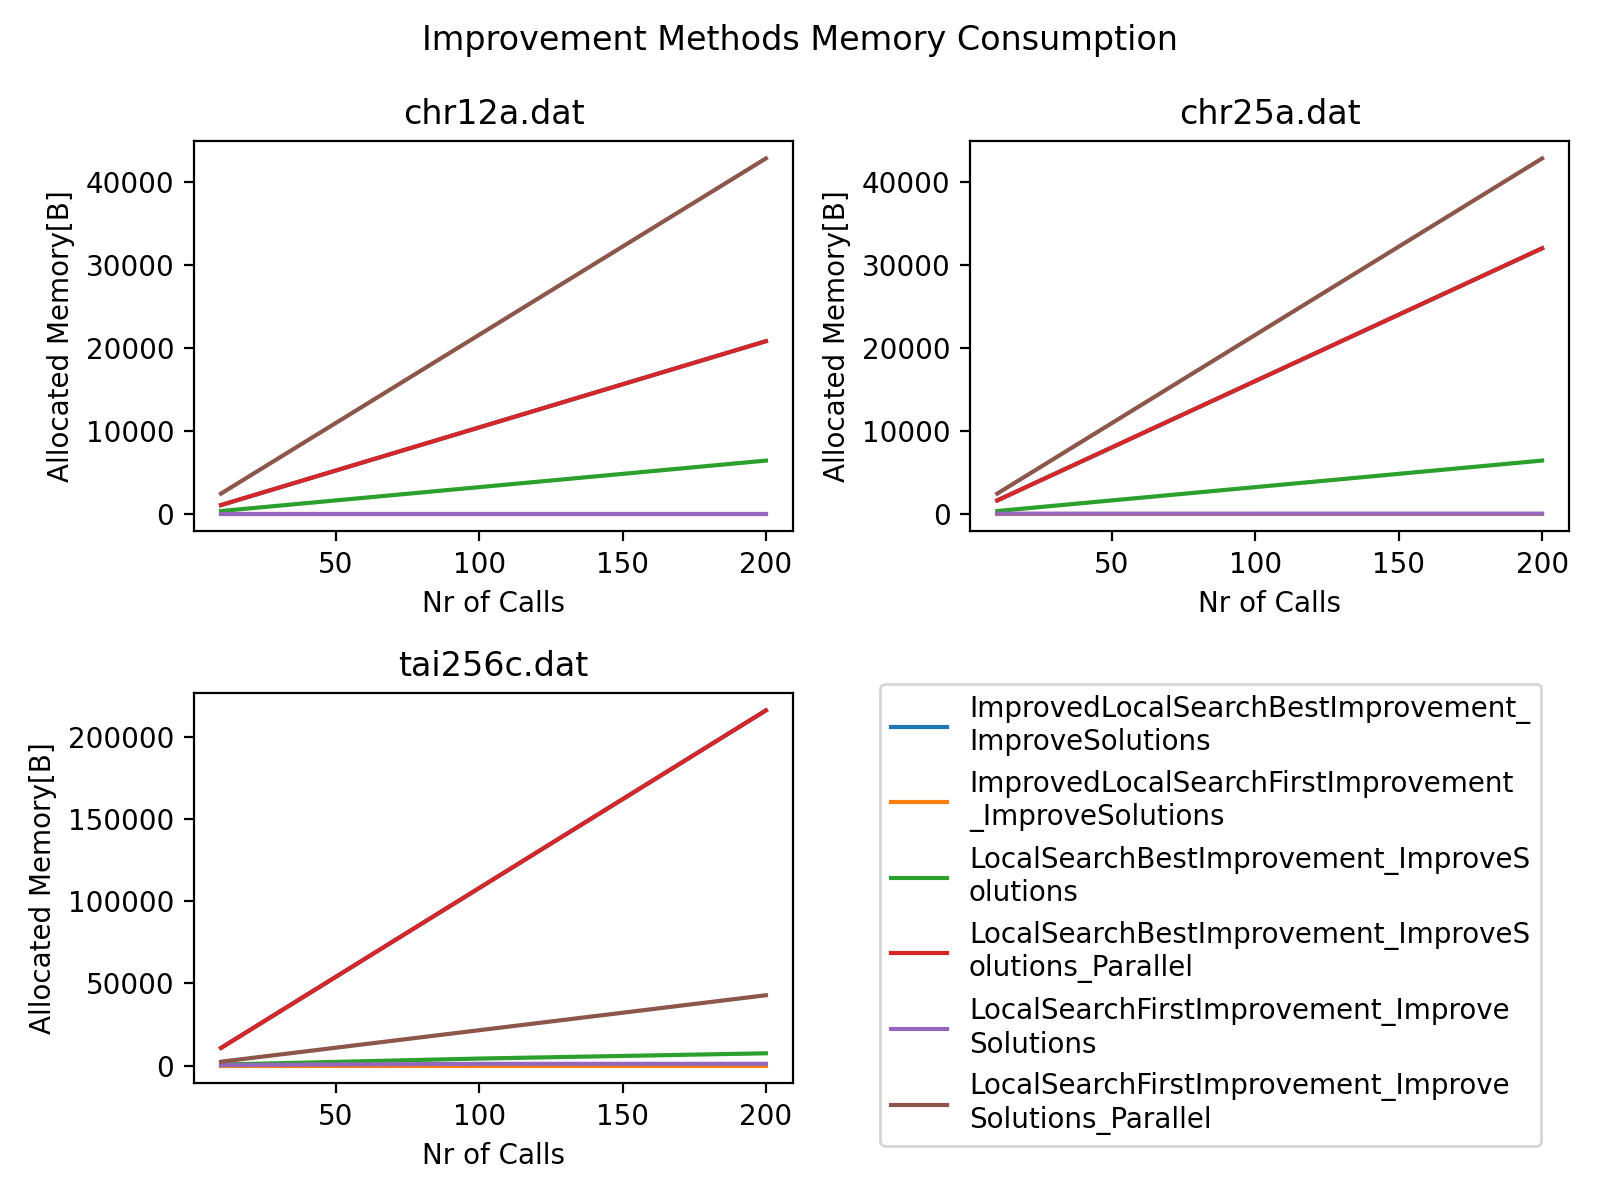 Improvement Methods Memory Consumption
chr12a.dat
Allocated Memory[B]
40000
30000
20000
10000
0
50 100 150 200
Nr of Calls
chr25a.dat
Allocated Memory[B]
40000
30000
20000
10000
0
50 100 150 200
Nr of Calls
tai256c.dat
Allocated Memory[B]
200000
150000
100000
50000
0
50 100 150 200
Nr of Calls
ImprovedLocalSearchBestImprovement_
ImproveSolutions
ImprovedLocalSearchFirstImprovement
_ImproveSolutions
LocalSearchBestImprovement_ImproveS
olutions
LocalSearchBestImprovement_ImproveS
olutions_Parallel
LocalSearchFirstImprovement_Improve
Solutions
LocalSearchFirstImprovement_Improve
Solutions_Parallel